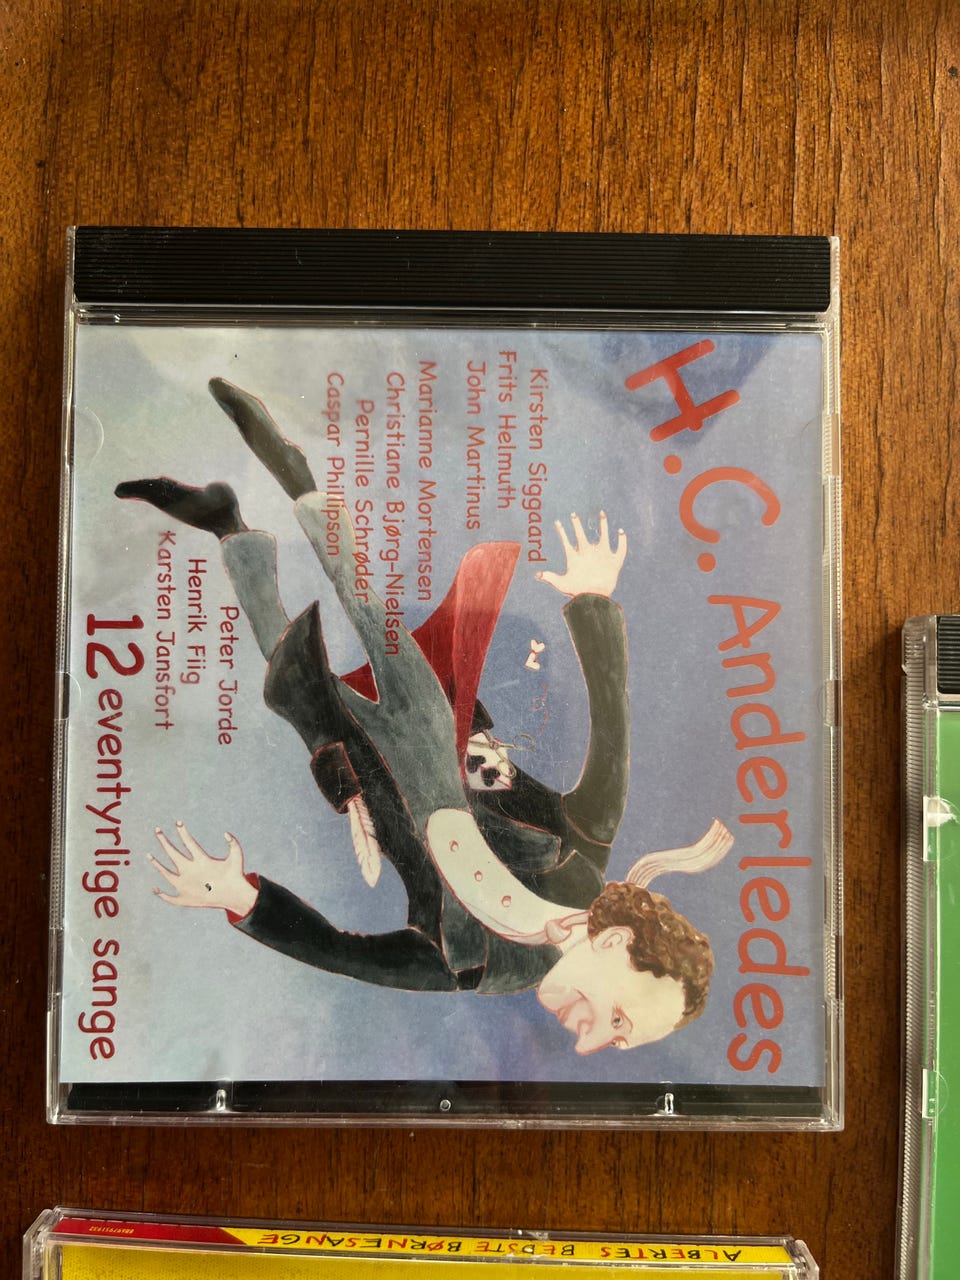 H.C. Anderledes
Kirsten Siggaard
Frits Helmuth
John Martinus
Marianne Mortensen
Christiane Bjørg-Nielsen
Pernille Schrøder
Caspar Phillipson
Peter Jorde
Henrik Fiig
Karsten Jansfort
12 eventyrlige sange
ALBERTES BEDSTE BØRNESANGE